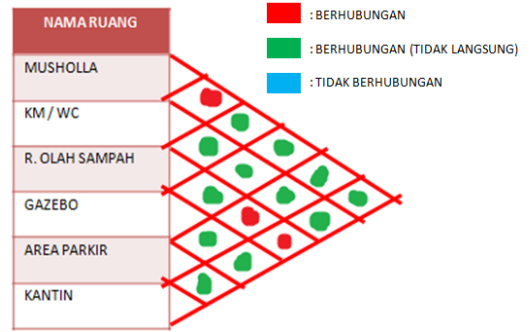 NAMA RUANG
MUSHOLLA
KM / WC
R. OLAH SAMPAH
GAZEBO
AREA PARKIR
KANTIN
: BERHUBUNGAN
: BERHUBUNGAN (TIDAK LANGSUNG)
: TIDAK BERHUBUNGAN